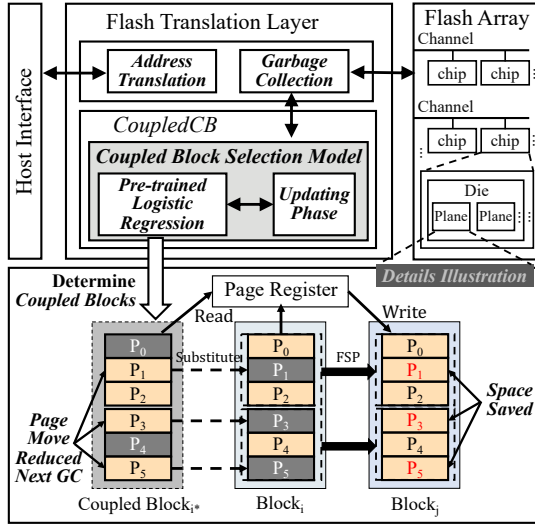 Flash Translation Layer
Flash Array
Host Interface
Address
Translation
Garbage
Collection
Channel
chip
chip
Channel
chip
chip
CoupledCB
Coupled Block Selection Model
Pre-trained
Logistic
Regression
Updating
Phase
Die
Plane
Plane
Details Illustration
Determine
Coupled Blocks
Page Register
Read
Write
P0
P1
P2
P3
P4
P5
Substitute
P0
P1
P2
P3
P4
P5
FSP
P0
P1
P2
P3
P4
P5
Page
Move
Reduced
Next GC
Space
Saved
Coupled Blocki*
Blocki
Blockj